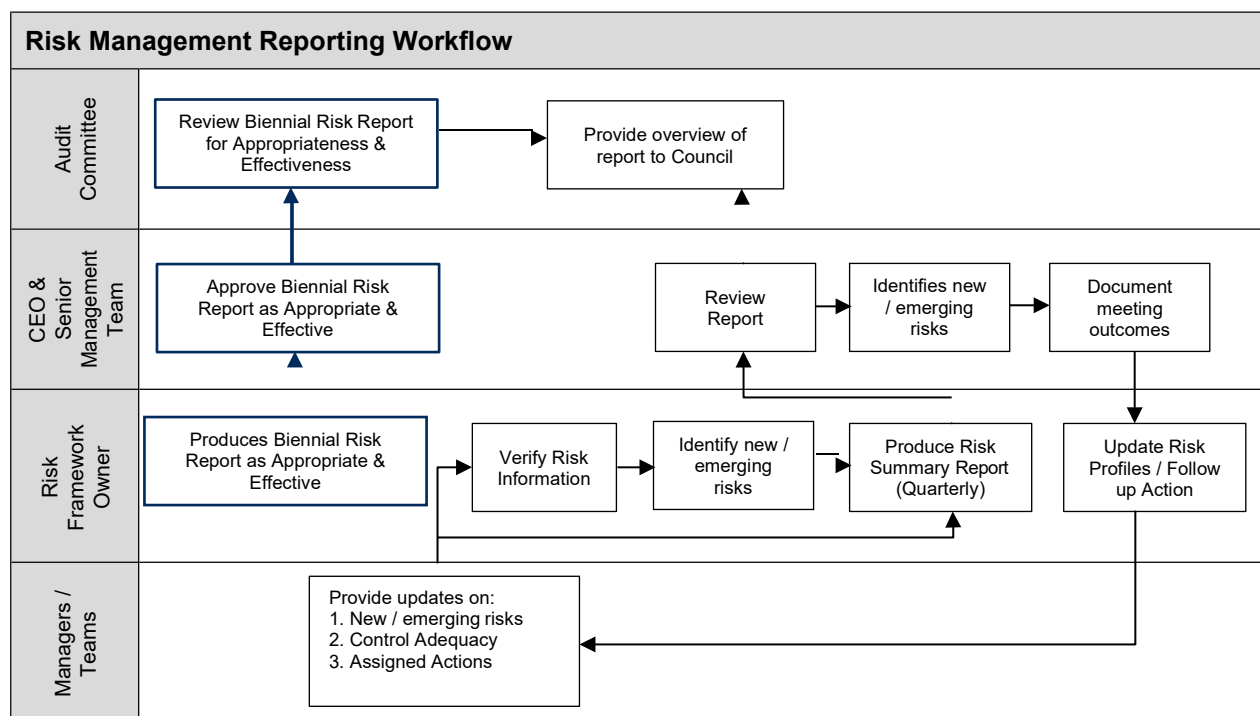 Risk Management Reporting Workflow
Audit
Committee
Review Biennial Risk Report
for Appropriateness &
Effectiveness
Provide overview of
report to Council
CEO &
Senior
Management
Team
Approve Biennial Risk
Report as Appropriate &
Effective
Review
Report
Identifies new
/ emerging
risks
Document
meeting
outcomes
Risk
Framework
Owner
Produces Biennial Risk
Report as Appropriate &
Effective
Verify Risk
Information
Identify new /
emerging
risks
Produce Risk
Summary Report
(Quarterly)
Update Risk
Profiles / Follow
up Action
Managers /
Teams
Provide updates on:
1. New / emerging risks
2. Control Adequacy
3. Assigned Actions